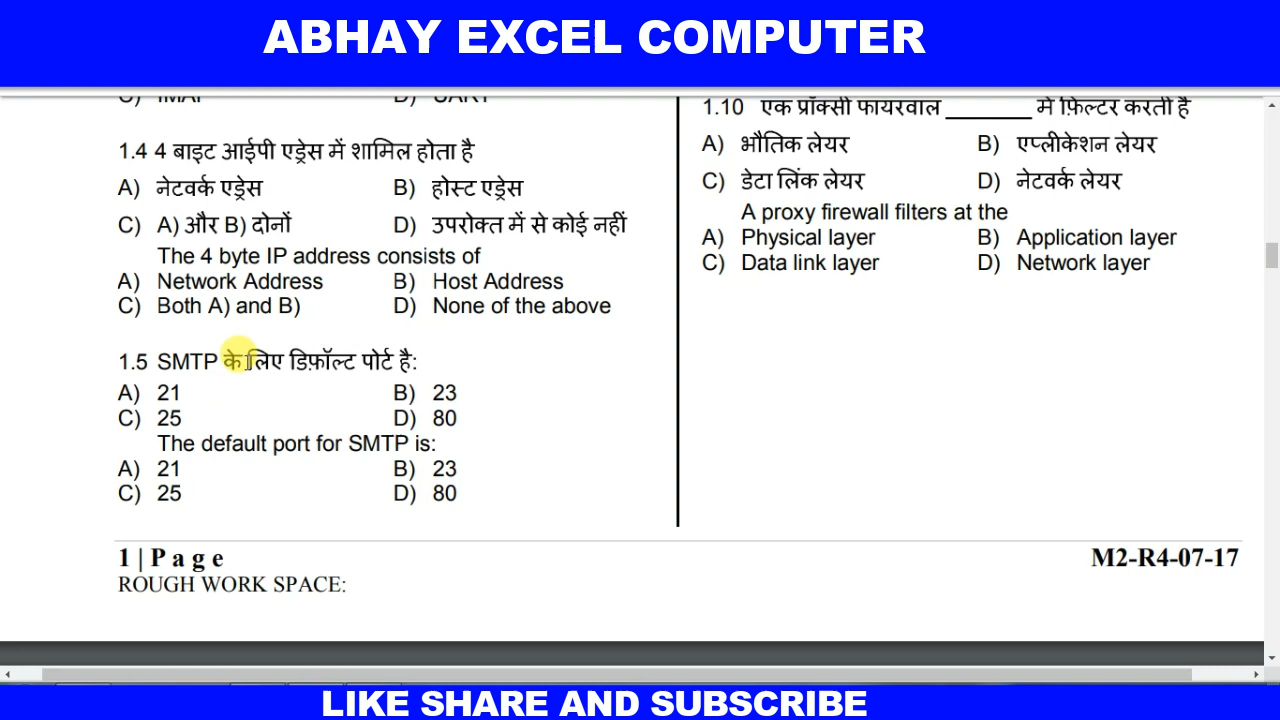 ABHAY EXCEL COMPUTER
C) IMAP D) UART
1.4 4 बाइट आईपी एड्रेस में शामिल होता है
A) नेटवर्क एड्रेस B) होस्ट एड्रेस
C) A) और B) दोनों D) उपरोक्त में से कोई नहीं
The 4 byte IP address consists of
A) Network Address B) Host Address
C) Both A) and B) D) None of the above
1.5 SMTP के लिए डिफ़ॉल्ट पोर्ट है:
A) 21 B) 23
C) 25 D) 80
The default port for SMTP is:
A) 21 B) 23
C) 25 D) 80
1.10 एक प्रॉक्सी फायरवाल _______ में फ़िल्टर करती है
A) भौतिक लेयर B) एप्लीकेशन लेयर
C) डेटा लिंक लेयर D) नेटवर्क लेयर
A proxy firewall filters at the
A) Physical layer B) Application layer
C) Data link layer D) Network layer
1 | P a g e M2-R4-07-17
ROUGH WORK SPACE:
LIKE SHARE AND SUBSCRIBE